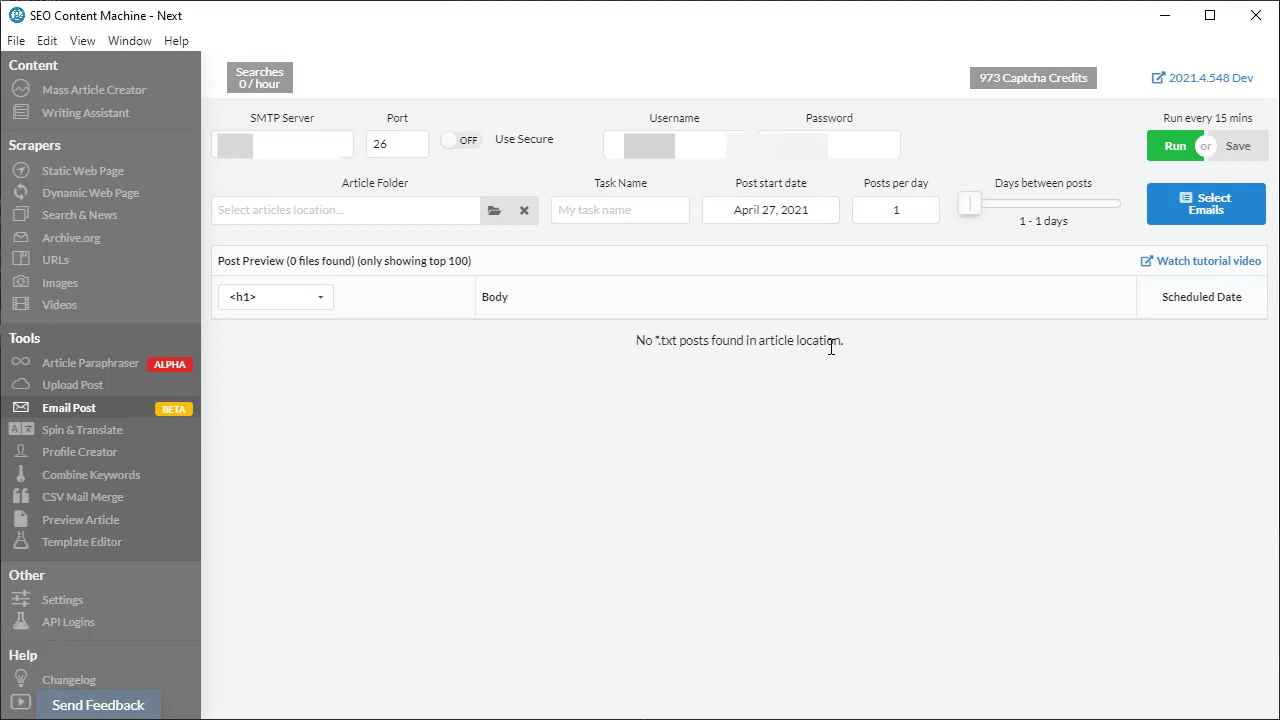 SEO Content Machine - Next
File Edit View Window Help
Content
Mass Article Creator
Writing Assistant
Scrapers
Static Web Page
Dynamic Web Page
Search & News
Archive.org
URLs
Images
Videos
Tools
Article Paraphraser ALPHA
Upload Post
Email Post BETA
Spin & Translate
Profile Creator
Combine Keywords
CSV Mail Merge
Preview Article
Template Editor
Other
Settings
API Logins
Help
Changelog
Send Feedback
Searches
0 / hour
973 Captcha Credits
2021.4.548 Dev
SMTP Server
Port
26
OFF
Use Secure
Username
Password
Run every 15 mins
Run or Save
Article Folder
Select articles location...
Task Name
My task name
Post start date
April 27, 2021
Posts per day
1
Days between posts
1 - 1 days
Select
Emails
Post Preview (0 files found) (only showing top 100)
Watch tutorial video
<h1>
Body
Scheduled Date
No *.txt posts found in article location.